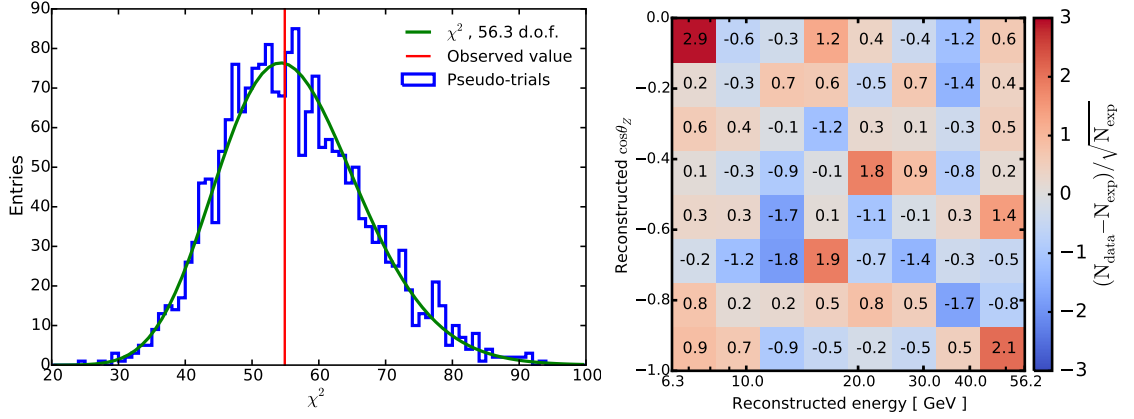 χ² , 56.3 d.o.f.
Observed value
Pseudo-trials
Entries
90
80
70
60
50
40
30
20
10
0
20 30 40 50 60 70 80 90 100
χ²
Reconstructed cosθ_Z
0.0
−0.2
−0.4
−0.6
−0.8
−1.0
2.9 -0.6 -0.3 1.2 0.4 -0.4 -1.2 0.6
0.2 -0.3 0.7 0.6 -0.5 0.7 -1.4 0.4
0.6 0.4 -0.1 -1.2 0.3 0.1 -0.3 0.5
0.1 -0.3 -0.9 -0.1 1.8 0.9 -0.8 0.2
0.3 0.3 -1.7 0.1 -1.1 -0.1 0.3 1.4
-0.2 -1.2 -1.8 1.9 -0.7 -1.4 -0.3 -0.5
0.8 0.2 0.2 0.5 0.8 0.5 -1.7 -0.8
0.9 0.7 -0.9 -0.5 -0.2 -0.5 0.5 2.1
6.3 10.0 20.0 30.0 40.0 56.2
Reconstructed energy [ GeV ]
3
2
1
0
−1
−2
−3
(N_data−N_exp)/√N_exp